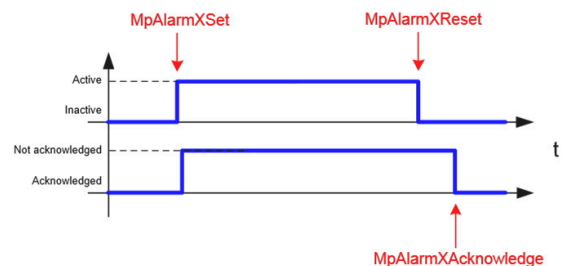 MpAlarmXSet
MpAlarmXReset
Active
Inactive
Not acknowledged
t
Acknowledged
MpAlarmXAcknowledge